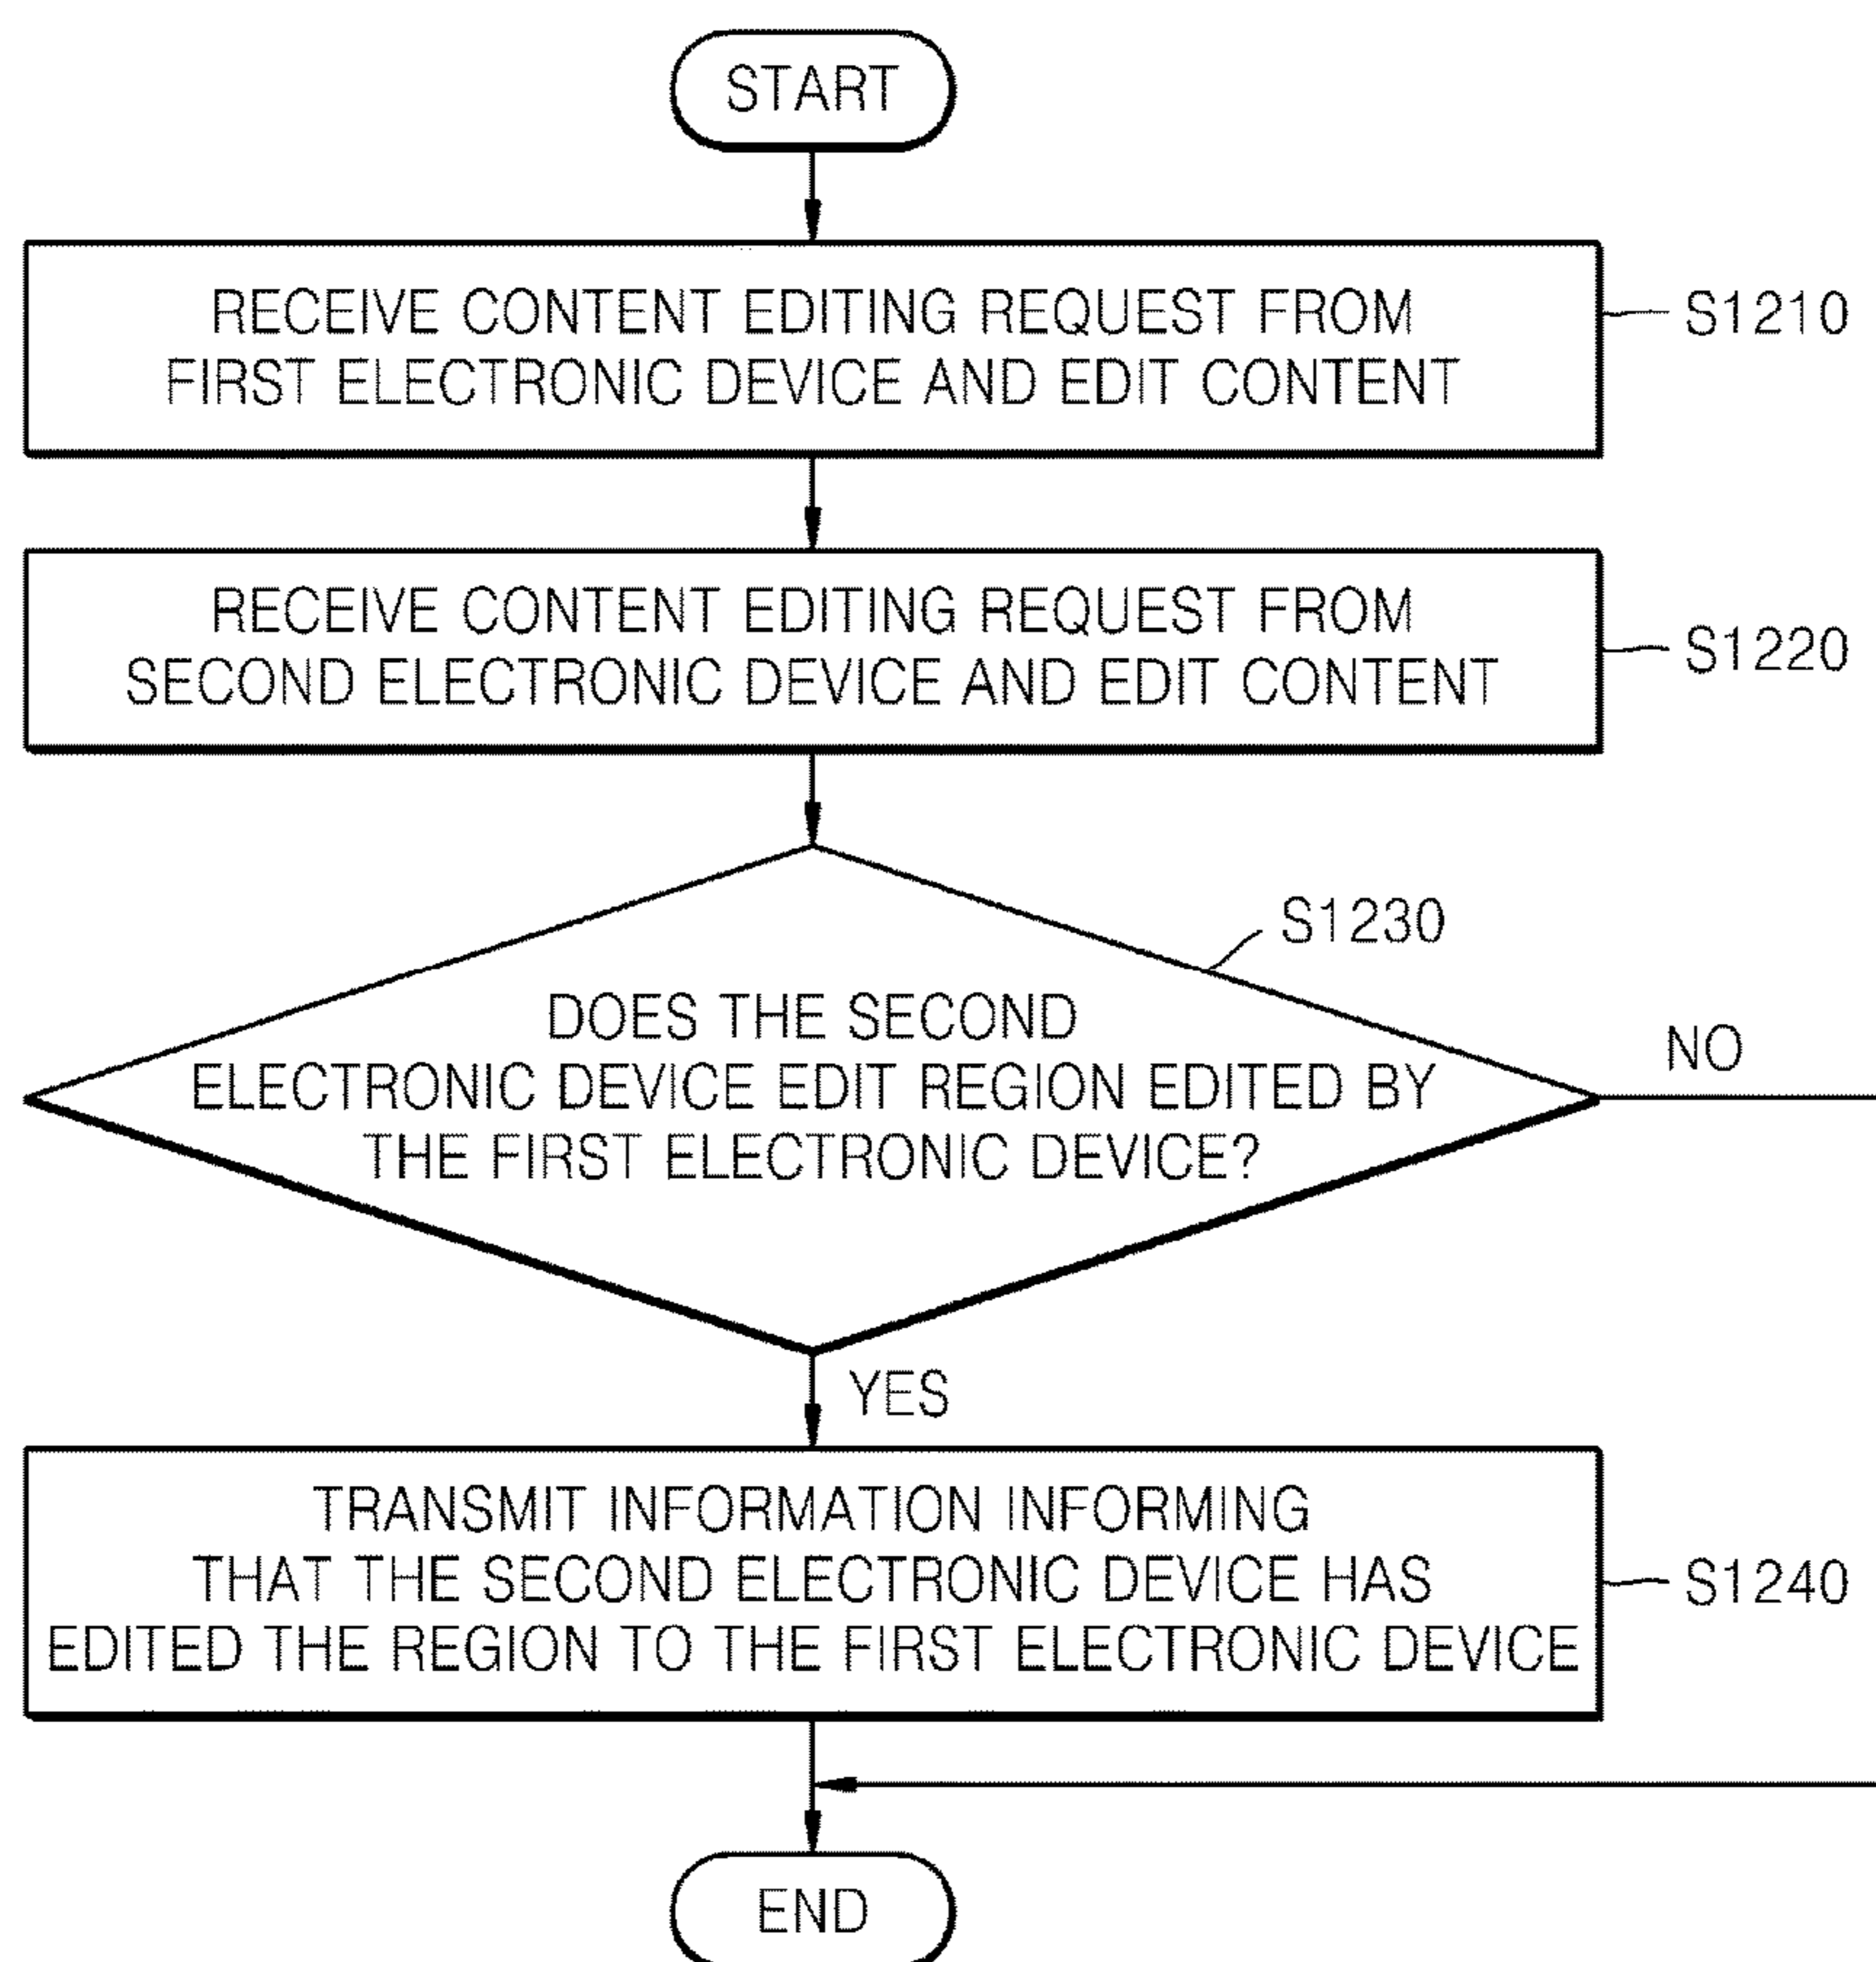 START
RECEIVE CONTENT EDITING REQUEST FROM
FIRST ELECTRONIC DEVICE AND EDIT CONTENT
S1210
RECEIVE CONTENT EDITING REQUEST FROM
SECOND ELECTRONIC DEVICE AND EDIT CONTENT
S1220
S1230
DOES THE SECOND
ELECTRONIC DEVICE EDIT REGION EDITED BY
THE FIRST ELECTRONIC DEVICE?
NO
YES
TRANSMIT INFORMATION INFORMING
THAT THE SECOND ELECTRONIC DEVICE HAS
EDITED THE REGION TO THE FIRST ELECTRONIC DEVICE
S1240
END